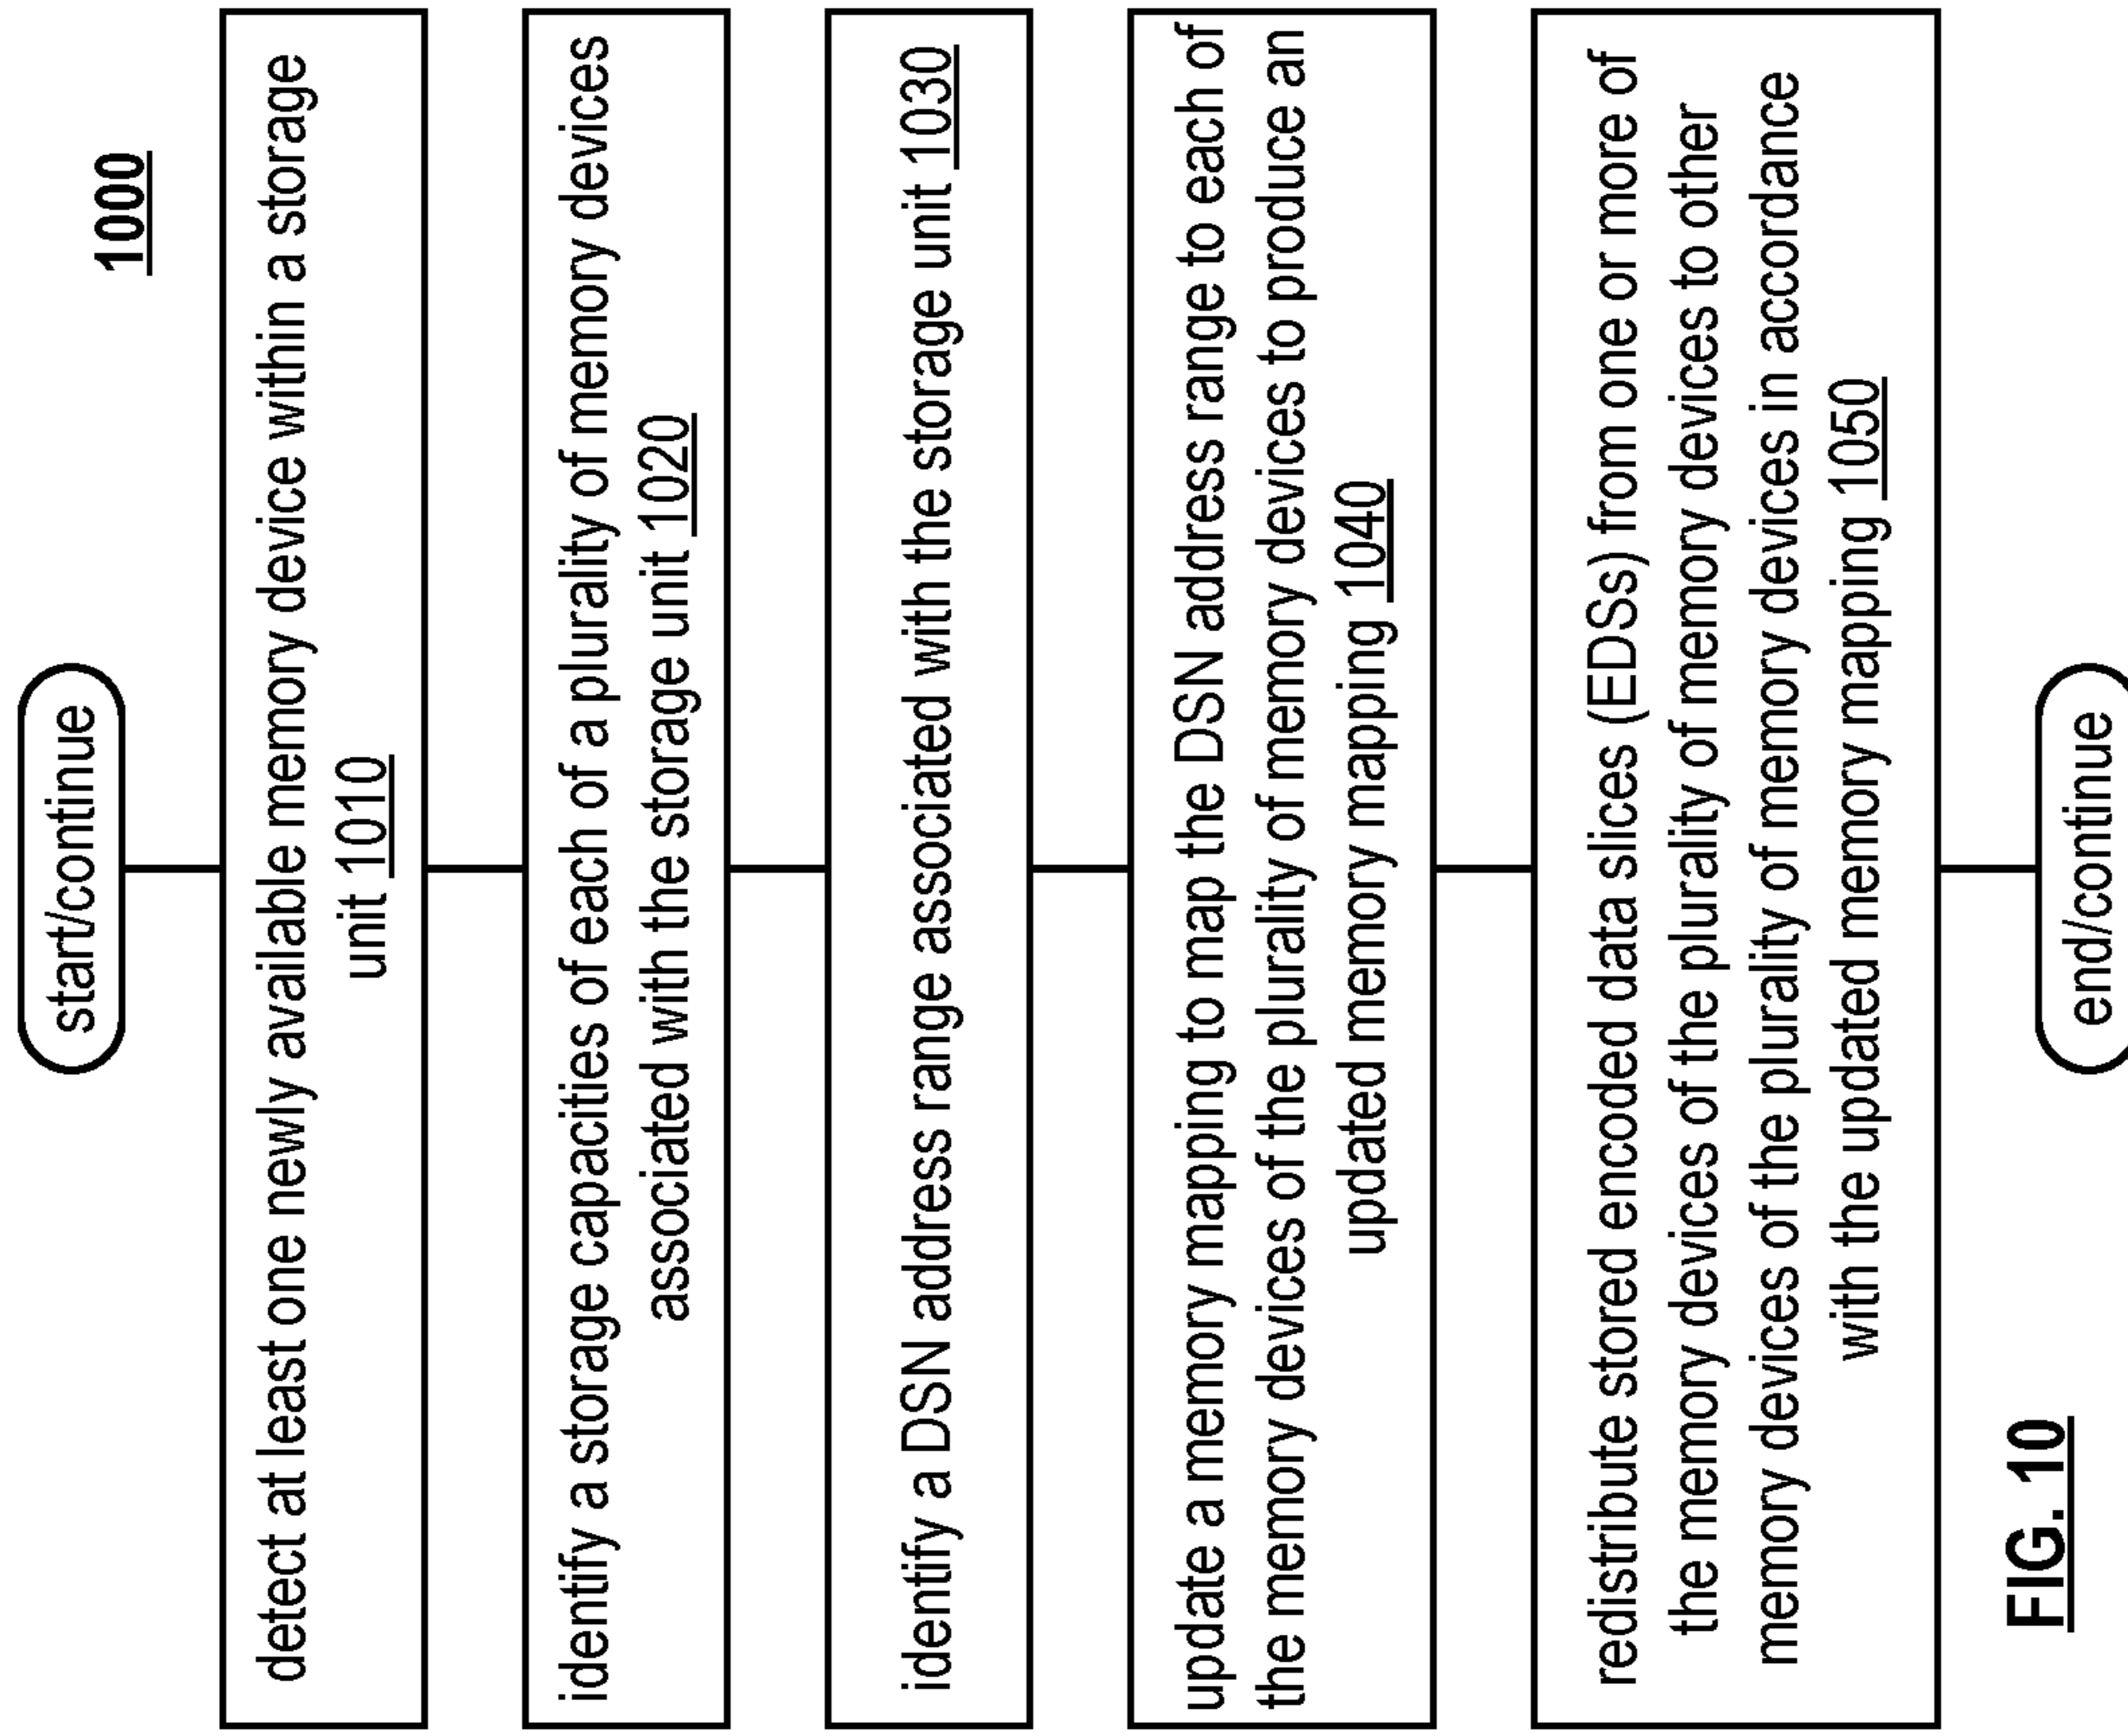 1000
start/continue
detect at least one newly available memory device within a storage
unit 1010
identify a storage capacities of each of a plurality of memory devices
associated with the storage unit 1020
identify a DSN address range associated with the storage unit 1030
update a memory mapping to map the DSN address range to each of
the memory devices of the plurality of memory devices to produce an
updated memory mapping 1040
redistribute stored encoded data slices (EDSs) from one or more of
the memory devices of the plurality of memory devices to other
memory devices of the plurality of memory devices in accordance
with the updated memory mapping 1050
end/continue
FIG. 10